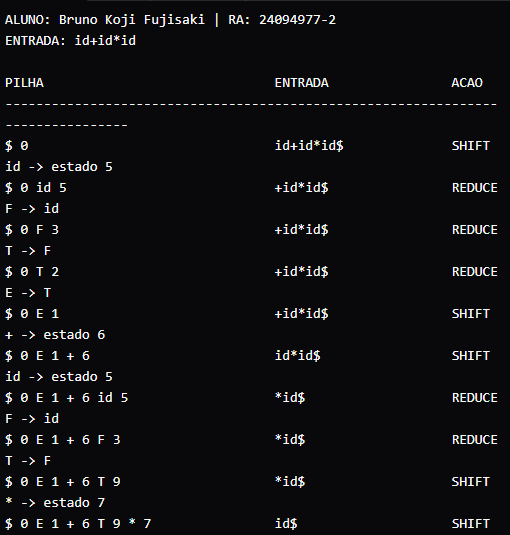 ALUNO: Bruno Koji Fujisaki | RA: 24094977-2
ENTRADA: id+id*id
PILHA ENTRADA ACAO
----------------------------------------------------------------
----------------
$ 0 id+id*id$ SHIFT
id -> estado 5
$ 0 id 5 +id*id$ REDUCE
F -> id
$ 0 F 3 +id*id$ REDUCE
T -> F
$ 0 T 2 +id*id$ REDUCE
E -> T
$ 0 E 1 +id*id$ SHIFT
+ -> estado 6
$ 0 E 1 + 6 id*id$ SHIFT
id -> estado 5
$ 0 E 1 + 6 id 5 *id$ REDUCE
F -> id
$ 0 E 1 + 6 F 3 *id$ REDUCE
T -> F
$ 0 E 1 + 6 T 9 *id$ SHIFT
* -> estado 7
$ 0 E 1 + 6 T 9 * 7 id$ SHIFT